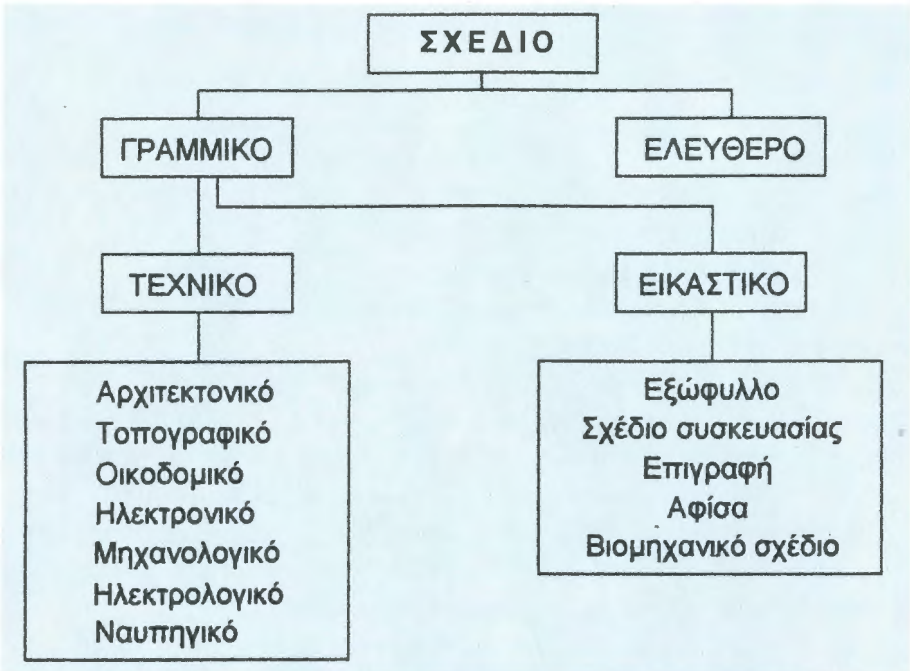 ΣΧΕΔΙΟ
ΓΡΑΜΜΙΚΟ
ΕΛΕΥΘΕΡΟ
ΤΕΧΝΙΚΟ
ΕΙΚΑΣΤΙΚΟ
Αρχιτεκτονικό
Τοπογραφικό
Οικοδομικό
Ηλεκτρονικό
Μηχανολογικό
Ηλεκτρολογικό
Ναυπηγικό
Εξώφυλλο
Σχέδιο συσκευασίας
Επιγραφή
Αφίσα
Βιομηχανικό σχέδιο